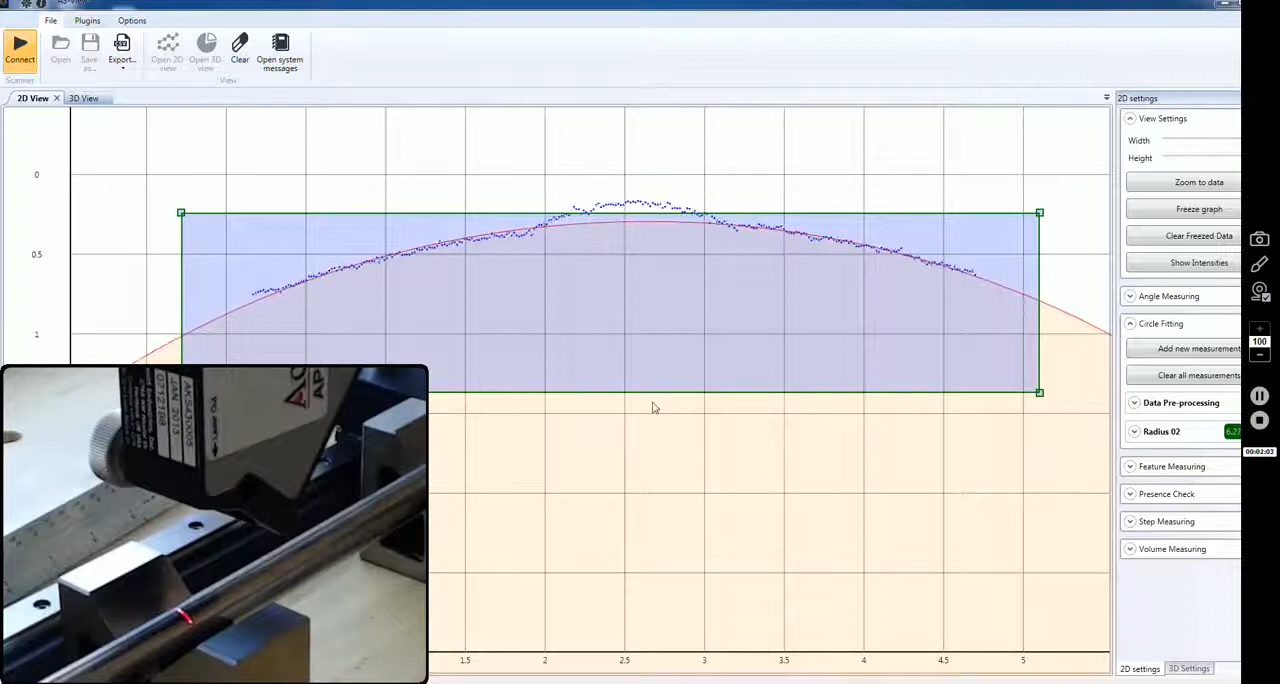 File Plugins Options
Connect
Open
Save as...
Export...
Open 2D view
Open 3D view
Clear
Open system messages
Scanner
View
2D View
3D View
2D settings
View Settings
Width
Height
Zoom to data
Freeze graph
Clear Freezed Data
Show Intensities
Angle Measuring
Circle Fitting
Add new measurement
Clear all measurements
Data Pre-processing
Radius 02
6.27
Feature Measuring
Presence Check
Step Measuring
Volume Measuring
2D settings
3D Settings
0
0.5
1
1.5
2
2.5
3
3.5
4
4.5
5
100
00:02:03
JAN 2013